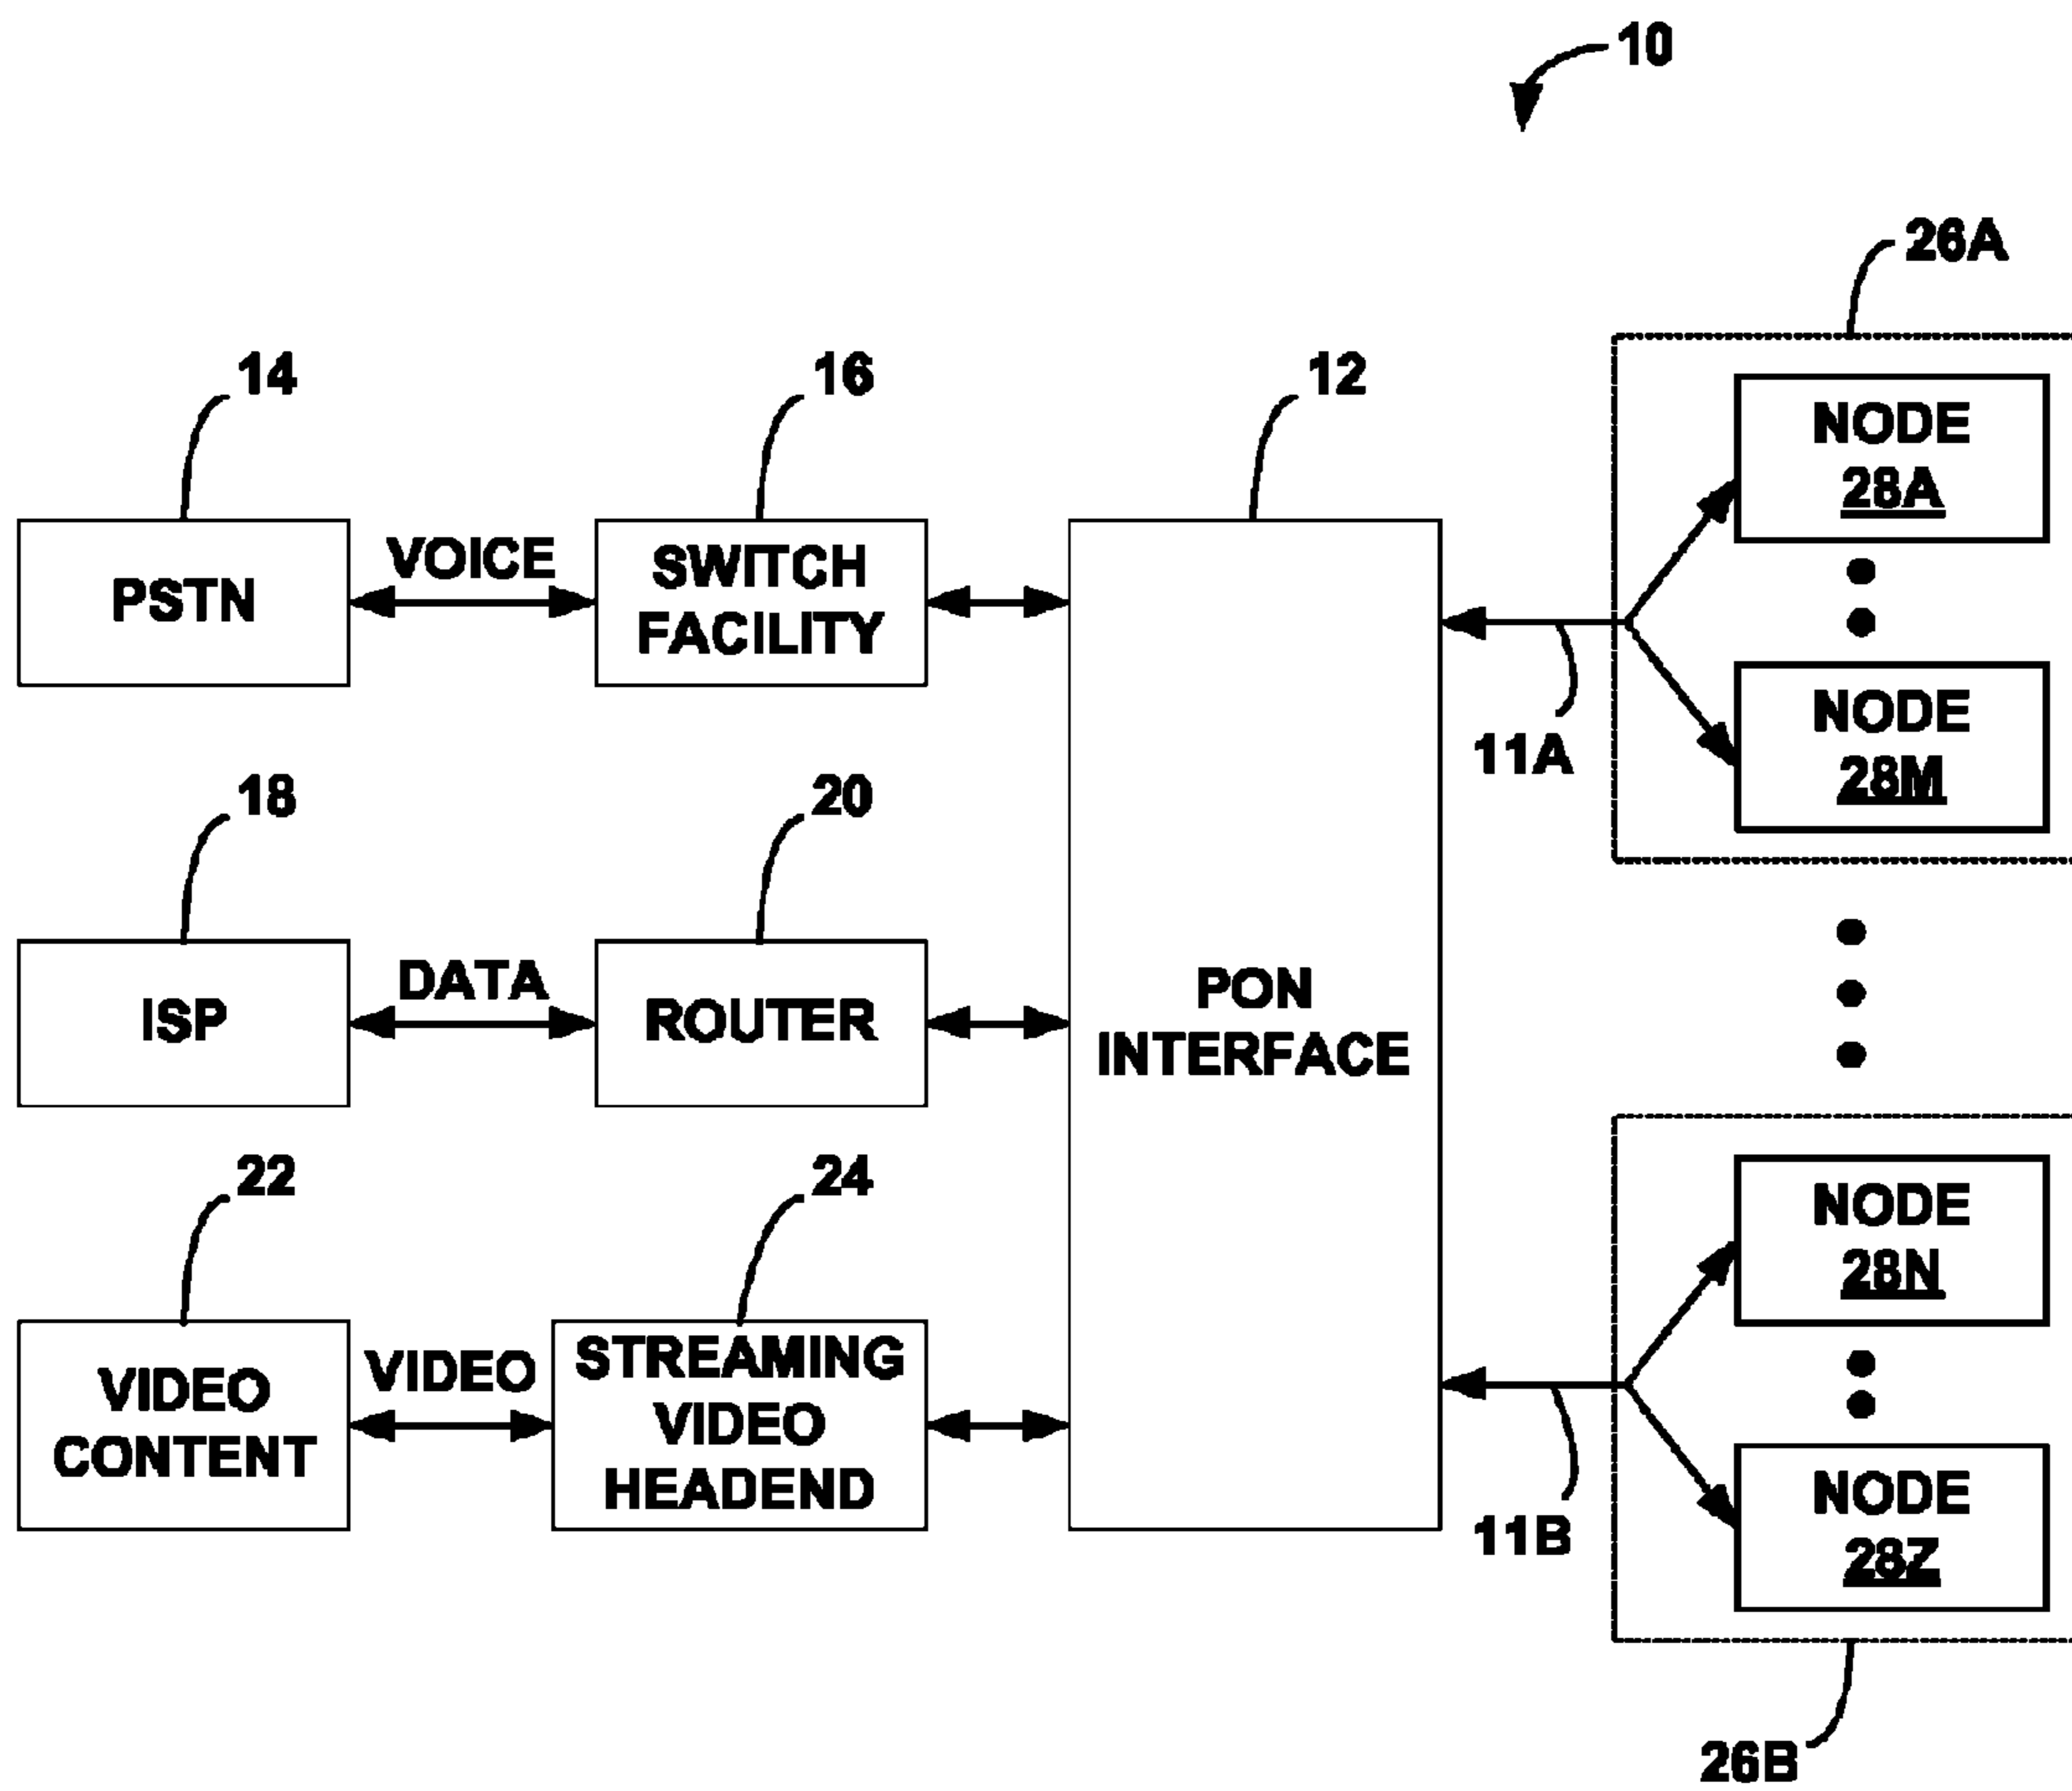 10
26A
14
16
12
NODE
28A
PSTN
VOICE
SWITCH
FACILITY
11A
NODE
28M
18
20
ISP
DATA
ROUTER
PON
INTERFACE
22
24
NODE
28N
VIDEO
CONTENT
VIDEO
STREAMING
VIDEO
HEADEND
11B
NODE
28Z
26B